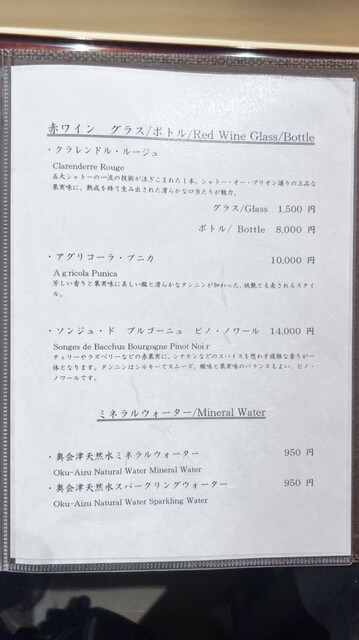 赤ワイン　グラス/ボトル/Red Wine Glass/Bottle
・クラレンドル・ルージュ
Clarenderre Rouge
五大シャトーの一流の技術が注ぎこまれた1本、シャトー・オー・ブリオン譲りの上品な
果実味に、熟成を経て生み出された滑らかな口当たりが魅力。
グラス/Glass　1,500 円
ボトル/ Bottle　8,000 円
・アグリコーラ・プニカ　10,000 円
Agricola Punica
芳しい香りと果実味に美しい酸と滑らかなタンニンが加わった、妖艶とも表されるスタイ
ル。
・ソンジュ・ド　ブルゴーニュ　ピノ・ノワール　14,000 円
Songes de Bacchus Bourgogne Pinot Noir
チェリーやラズベリーなどの赤果実に、シナモンなどのスパイスを思わす複雑な香りが一
体となります。タンニンはシルキーでスムーズ、酸味と果実味のバランスもよい、ピノ・
ノワールです。
ミネラルウォーター/Mineral Water
・奥会津天然水ミネラルウォーター　950 円
Oku-Aizu Natural Water Mineral Water
・奥会津天然水スパークリングウォーター　950 円
Oku-Aizu Natural Water Sparkling Water